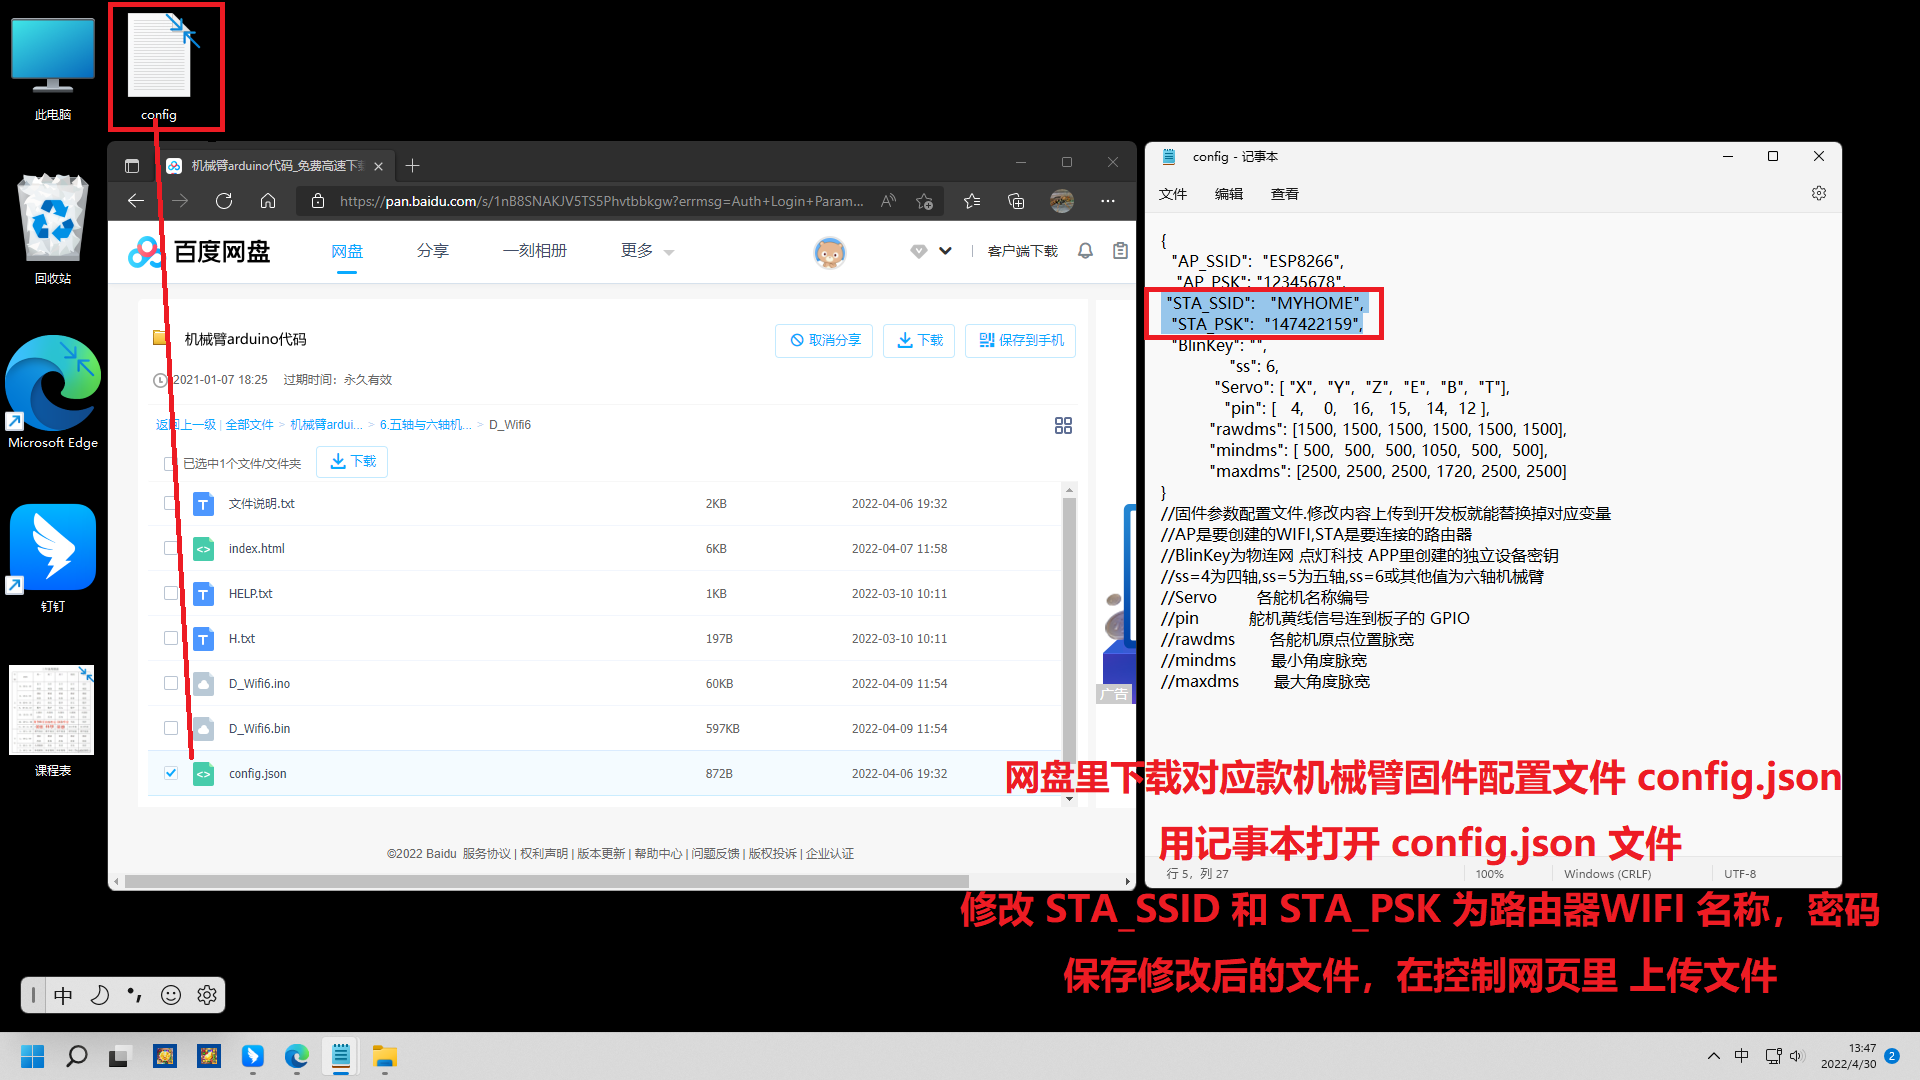 此电脑
config
回收站
Microsoft Edge
钉钉
课程表
机械臂arduino代码_免费高速下载
https://pan.baidu.com/s/1nB8SNAKJV5TS5Phvtbbkgw?errmsg=Auth+Login+Param...
百度网盘
网盘
分享
一刻相册
更多
客户端下载
机械臂arduino代码
取消分享
下载
保存到手机
2021-01-07 18:25 过期时间：永久有效
返回上一级 | 全部文件 > 机械臂ardui... > 6.五轴与六轴机... > D_Wifi6
已选中1个文件/文件夹
下载
文件说明.txt 2KB 2022-04-06 19:32
index.html 6KB 2022-04-07 11:58
HELP.txt 1KB 2022-03-10 10:11
H.txt 197B 2022-03-10 10:11
D_Wifi6.ino 60KB 2022-04-09 11:54
D_Wifi6.bin 597KB 2022-04-09 11:54
config.json 872B 2022-04-06 19:32
广告
©2022 Baidu 服务协议 | 权利声明 | 版本更新 | 帮助中心 | 问题反馈 | 版权投诉 | 企业认证
config - 记事本
文件 编辑 查看
{
"AP_SSID": "ESP8266",
"AP_PSK": "12345678",
"STA_SSID": "MYHOME",
"STA_PSK": "147422159",
"BlinKey": "",
"ss": 6,
"Servo": [ "X", "Y", "Z", "E", "B", "T"],
"pin": [ 4, 0, 16, 15, 14, 12 ],
"rawdms": [1500, 1500, 1500, 1500, 1500, 1500],
"mindms": [ 500, 500, 500, 1050, 500, 500],
"maxdms": [2500, 2500, 2500, 1720, 2500, 2500]
}
//固件参数配置文件.修改内容上传到开发板就能替换掉对应变量
//AP是要创建的WIFI,STA是要连接的路由器
//BlinKey为物连网 点灯科技 APP里创建的独立设备密钥
//ss=4为四轴,ss=5为五轴,ss=6或其他值为六轴机械臂
//Servo 各舵机名称编号
//pin 舵机黄线信号连到板子的 GPIO
//rawdms 各舵机原点位置脉宽
//mindms 最小角度脉宽
//maxdms 最大角度脉宽
网盘里下载对应款机械臂固件配置文件 config.json
用记事本打开 config.json 文件
行 5，列 27 100% Windows (CRLF) UTF-8
修改 STA_SSID 和 STA_PSK 为路由器WIFI 名称，密码
保存修改后的文件，在控制网页里 上传文件
中
中
13:47
2022/4/30
2